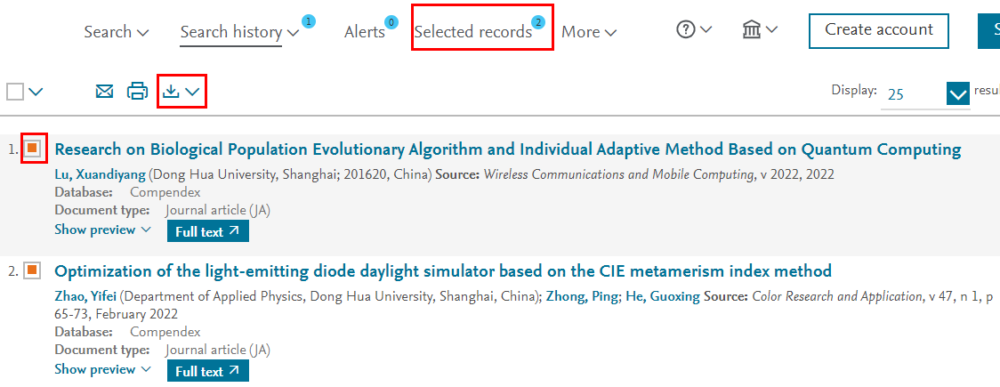 Search Search history 1 Alerts 0 Selected records 2 More ? Create account S
Display: 25 resu
1. Research on Biological Population Evolutionary Algorithm and Individual Adaptive Method Based on Quantum Computing
Lu, Xuandiyang (Dong Hua University, Shanghai; 201620, China) Source: Wireless Communications and Mobile Computing, v 2022, 2022
Database: Compendex
Document type: Journal article (JA)
Show preview Full text
2. Optimization of the light-emitting diode daylight simulator based on the CIE metamerism index method
Zhao, Yifei (Department of Applied Physics, Dong Hua University, Shanghai, China); Zhong, Ping; He, Guoxing Source: Color Research and Application, v 47, n 1, p
65-73, February 2022
Database: Compendex
Document type: Journal article (JA)
Show preview Full text